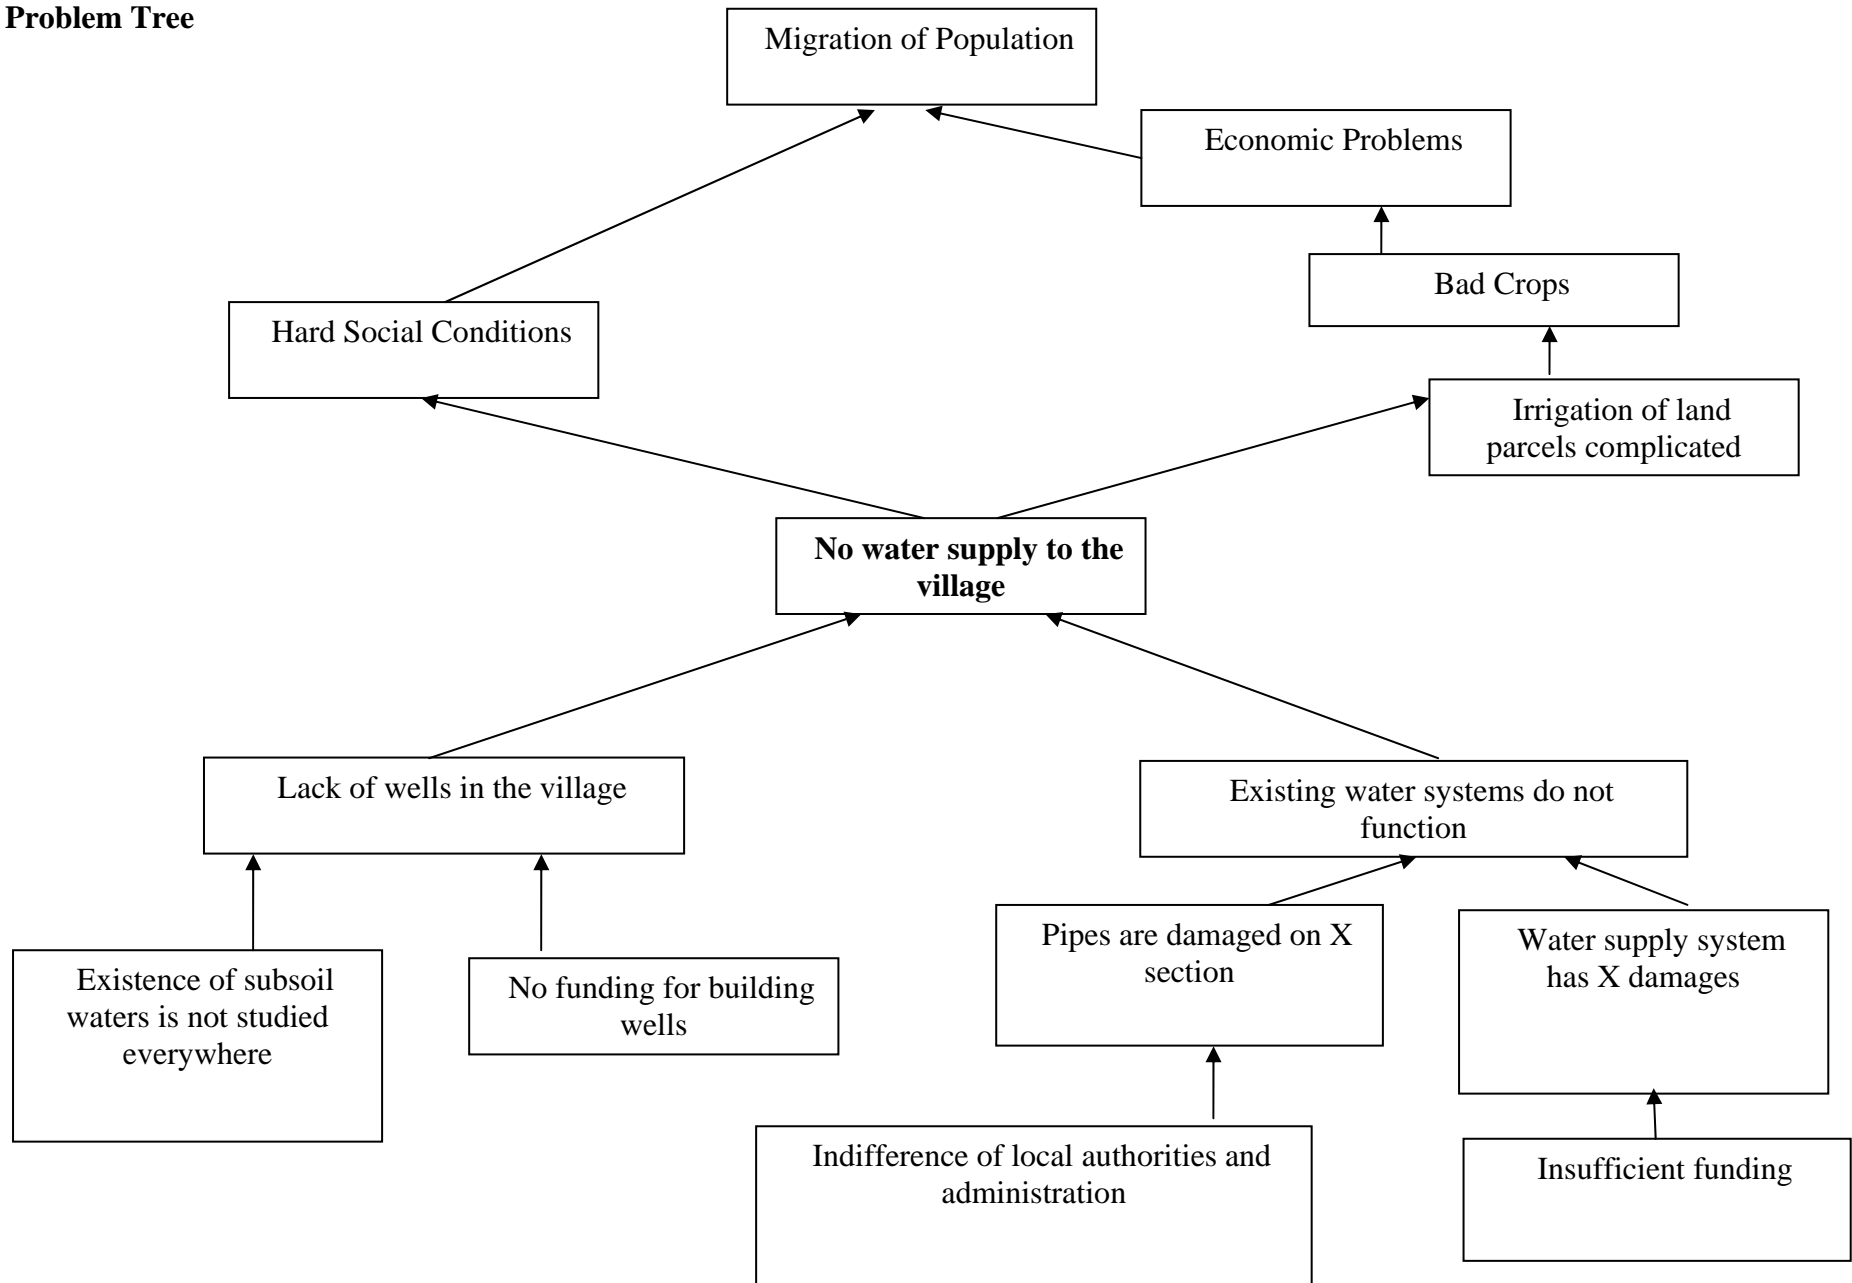 Problem Tree
Migration of Population
Economic Problems
Bad Crops
Hard Social Conditions
Irrigation of land
parcels complicated
No water supply to the
village
Lack of wells in the village
Existing water systems do not
function
Existence of subsoil
waters is not studied
everywhere
No funding for building
wells
Pipes are damaged on X
section
Water supply system
has X damages
Indifference of local authorities and
administration
Insufficient funding